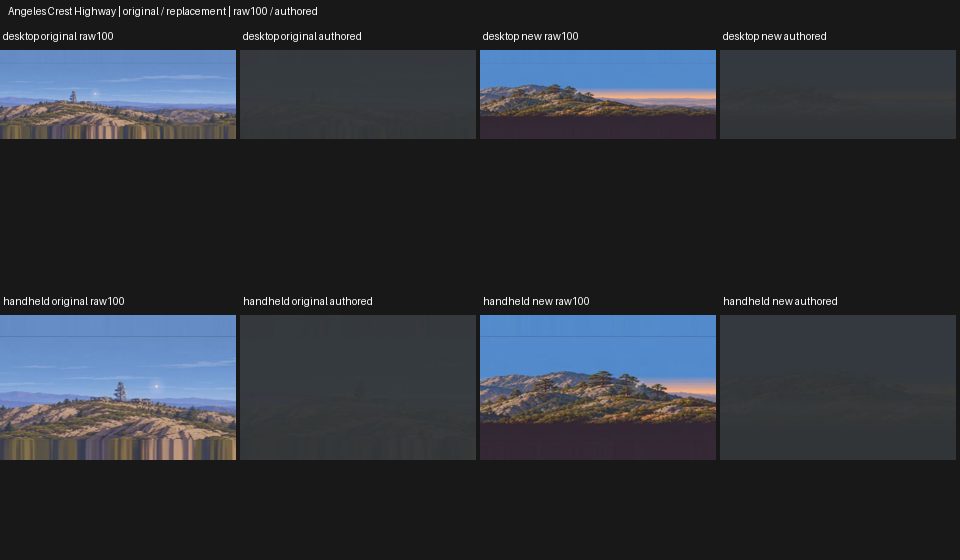 Angeles Crest Highway | original / replacement | raw100 / authored
desktop original raw100
desktop original authored
desktop new raw100
desktop new authored
handheld original raw100
handheld original authored
handheld new raw100
handheld new authored